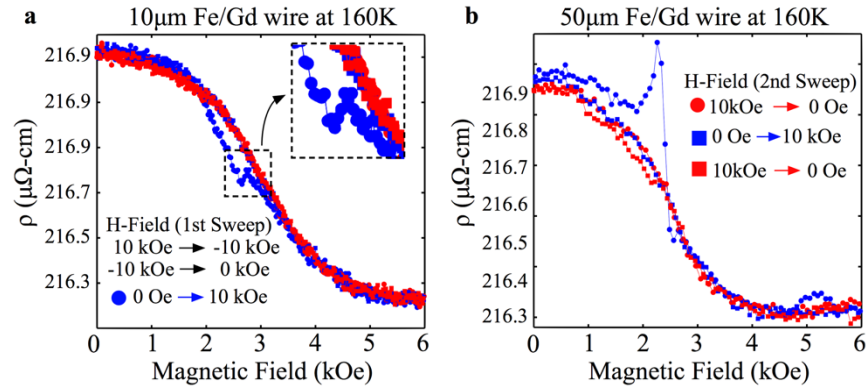 a
10μm Fe/Gd wire at 160K
ρ (μΩ-cm)
216.9
216.9
216.8
216.7
216.5
216.3
H-Field (1st Sweep)
10 kOe → -10 kOe
-10 kOe → 0 kOe
0 Oe → 10 kOe
0 1 2 3 4 5 6
Magnetic Field (kOe)
b
50μm Fe/Gd wire at 160K
ρ (μΩ-cm)
216.9
216.8
216.7
216.6
216.5
216.3
H-Field (2nd Sweep)
10kOe → 0 Oe
0 Oe → 10 kOe
10kOe → 0 Oe
0 1 2 3 4 5 6
Magnetic Field (kOe)